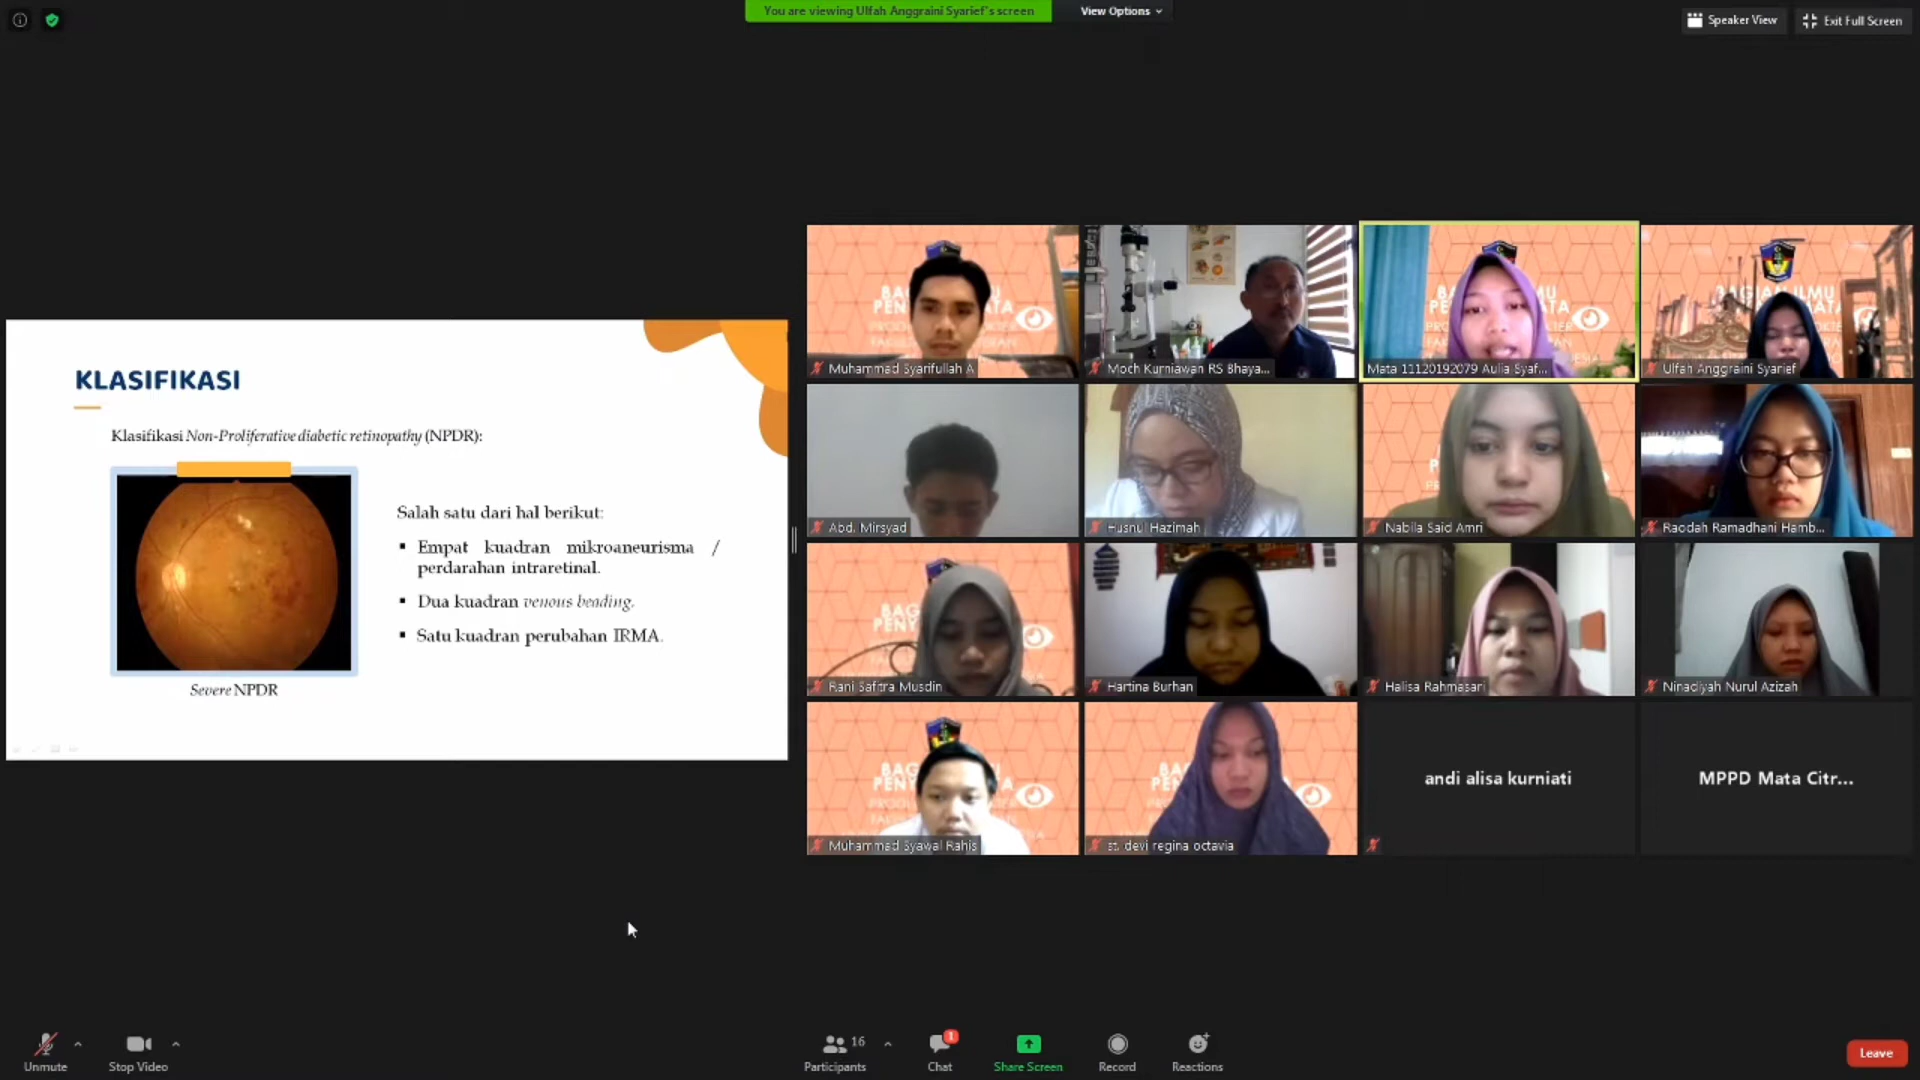 You are viewing Ulfah Anggraini Syarief's screen
View Options
Speaker View
Exit Full Screen
KLASIFIKASI
Klasifikasi Non-Proliferative diabetic retinopathy (NPDR):
Salah satu dari hal berikut:
▪ Empat kuadran mikroaneurisma /
perdarahan intraretinal.
▪ Dua kuadran venous beading.
▪ Satu kuadran perubahan IRMA.
Severe NPDR
Muhammad Syarifullah A
Moch Kurniawan RS Bhaya...
Mata 11120192079 Aulia Syaf...
Ulfah Anggraini Syarief
Abd. Mirsyad
Husnul Hazimah
Nabila Said Amri
Raodah Ramadhani Hamb...
Rani Safitra Musdin
Hartina Burhan
Halisa Rahmasari
Ninadiyah Nurul Azizah
Muhammad Syawal Rahis
st. devi regina octavia
andi alisa kurniati
MPPD Mata Citr...
Unmute
Stop Video
16
Participants
1
Chat
Share Screen
Record
Reactions
Leave